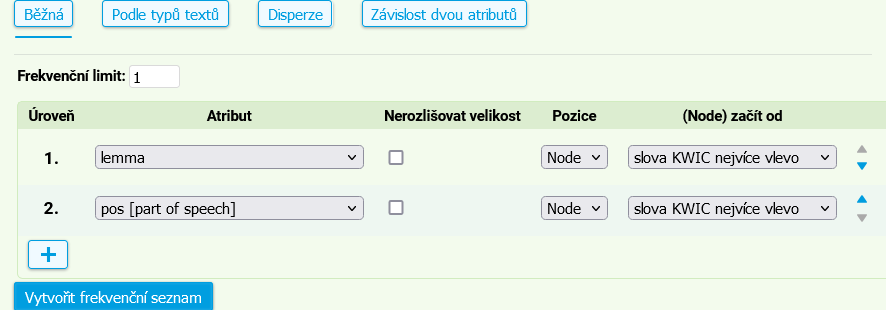 Běžná Podle typů textů Disperze Závislost dvou atributů
Frekvenční limit: 1
Úroveň Atribut Nerozlišovat velikost Pozice (Node) začít od
1. lemma Node slova KWIC nejvíce vlevo
2. pos [part of speech] Node slova KWIC nejvíce vlevo
+
Vytvořit frekvenční seznam